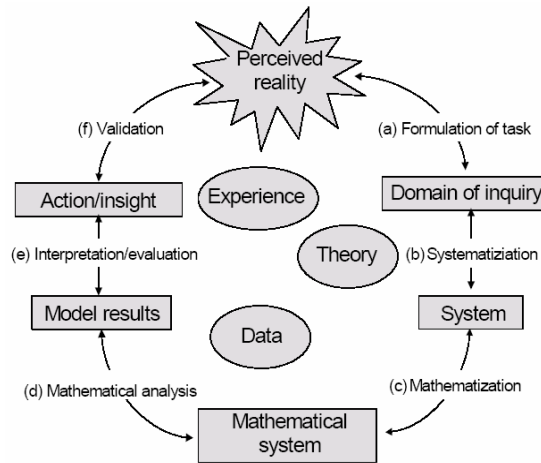 Perceived
reality
(f) Validation
(a) Formulation of task
Action/insight
Experience
Domain of inquiry
(e) Interpretation/evaluation
Theory
(b) Systematiziation
Model results
Data
System
(d) Mathematical analysis
(c) Mathematization
Mathematical
system